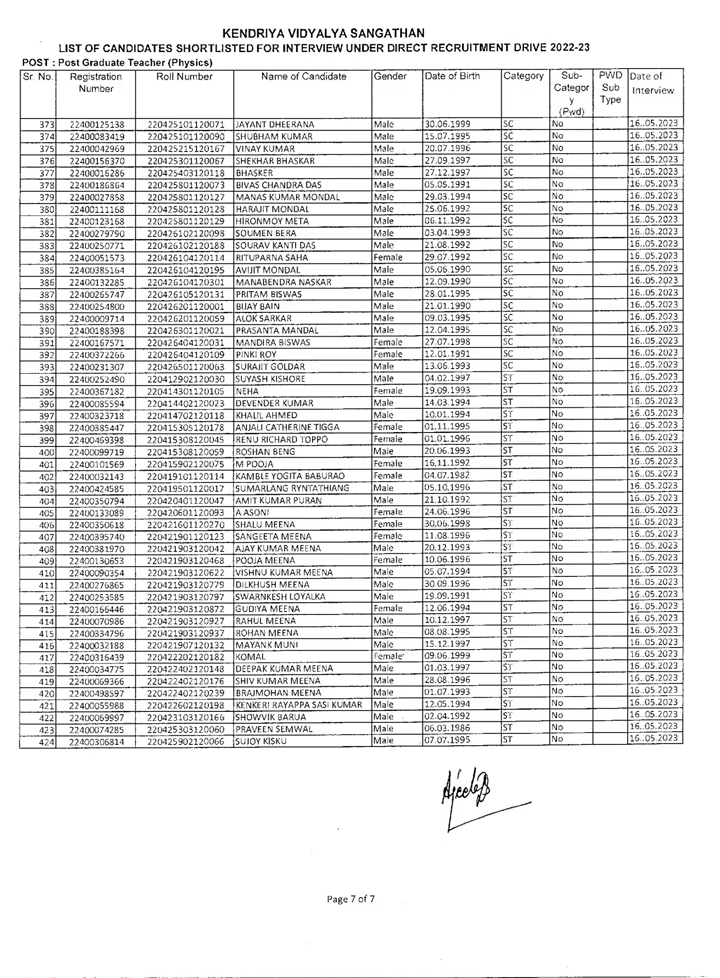 KENDRIYA VIDYALYA SANGATHAN
LIST OF CANDIDATES SHORTLISTED FOR INTERVIEW UNDER DIRECT RECRUITMENT DRIVE 2022-23
POST : Post Graduate Teacher (Physics)
Sr. No. Registration Number Roll Number Name of Candidate Gender Date of Birth Category Sub-Categor y (Pwd) PWD Sub Type Date of Interview
373 22400125138 220425101120071 JAYANT DHEERANA Male 30.06.1999 SC No 16..05.2023
374 22400083419 220425101120090 SHUBHAM KUMAR Male 15.07.1995 SC No 16..05.2023
375 22400042969 220425215120167 VINAY KUMAR Male 20.07.1996 SC No 16..05.2023
376 22400156370 220425301120067 SHEKHAR BHASKAR Male 27.09.1997 SC No 16..05.2023
377 22400016286 220425403120118 BHASKER Male 27.12.1997 SC No 16..05.2023
378 22400186864 220425801120073 BIVAS CHANDRA DAS Male 05.05.1991 SC No 16..05.2023
379 22400027858 220425801120127 MANAS KUMAR MONDAL Male 29.03.1994 SC No 16..05.2023
380 22400111168 220425801120128 HARAJIT MONDAL Male 25.06.1992 SC No 16..05.2023
381 22400123168 220425801120129 HIRONMOY META Male 06.11.1992 SC No 16..05.2023
382 22400279790 220426102120098 SOUMEN BERA Male 03.04.1993 SC No 16..05.2023
383 22400250771 220426102120188 SOURAV KANTI DAS Male 21.08.1992 SC No 16..05.2023
384 22400051573 220426104120114 RITUPARNA SAHA Female 29.07.1992 SC No 16..05.2023
385 22400385164 220426104120195 AVIJIT MONDAL Male 05.06.1990 SC No 16..05.2023
386 22400132285 220426104120301 MANABENDRA NASKAR Male 12.09.1990 SC No 16..05.2023
387 22400265747 220426105120131 PRITAM BISWAS Male 28.01.1995 SC No 16..05.2023
388 22400254800 220426201120001 BIJAY BAIN Male 21.01.1990 SC No 16..05.2023
389 22400009714 220426201120059 ALOK SARKAR Male 09.03.1995 SC No 16..05.2023
390 22400188398 220426301120021 PRASANTA MANDAL Male 12.04.1995 SC No 16..05.2023
391 22400167571 220426404120031 MANDIRA BISWAS Female 27.07.1998 SC No 16..05.2023
392 22400372266 220426404120109 PINKI ROY Female 12.01.1991 SC No 16..05.2023
393 22400231307 220426501120063 SURAJIT GOLDAR Male 13.06.1993 SC No 16..05.2023
394 22400252490 220412902120030 SUYASH KISHORE Male 04.02.1997 ST No 16..05.2023
395 22400367182 220414301120105 NEHA Female 19.09.1993 ST No 16..05.2023
396 22400085594 220414402120023 DEVENDER KUMAR Male 14.03.1994 ST No 16..05.2023
397 22400323718 220414702120118 KHALIL AHMED Male 10.01.1994 ST No 16..05.2023
398 22400385447 220415305120178 ANJALI CATHERINE TIGGA Female 01.11.1995 ST No 16..05.2023
399 22400469398 220415308120045 RENU RICHARD TOPPO Female 01.01.1996 ST No 16..05.2023
400 22400099719 220415308120059 ROSHAN BENG Male 20.06.1993 ST No 16..05.2023
401 22400101569 220415902120075 M POOJA Female 16.11.1992 ST No 16..05.2023
402 22400032143 220419101120114 KAMBLE YOGITA BABURAO Female 04.07.1982 ST No 16..05.2023
403 22400424585 220419501120017 SUMARLANG RYNTATHIANG Male 05.10.1996 ST No 16..05.2023
404 22400350794 220420401120047 AMIT KUMAR PURAN Male 21.10.1992 ST No 16..05.2023
405 22400133089 220420601120093 A ASONI Female 24.06.1996 ST No 16..05.2023
406 22400350618 220421601120270 SHALU MEENA Female 30.06.1998 ST No 16..05.2023
407 22400395740 220421901120123 SANGEETA MEENA Female 11.08.1996 ST No 16..05.2023
408 22400381970 220421903120042 AJAY KUMAR MEENA Male 20.12.1993 ST No 16..05.2023
409 22400130653 220421903120468 POOJA MEENA Female 10.06.1996 ST No 16..05.2023
410 22400090354 220421903120622 VISHNU KUMAR MEENA Male 05.07.1994 ST No 16..05.2023
411 22400276865 220421903120779 DILKHUSH MEENA Male 30.09.1996 ST No 16..05.2023
412 22400253585 220421903120797 SWARNKESH LOYALKA Male 19.09.1991 ST No 16..05.2023
413 22400166446 220421903120872 GUDIYA MEENA Female 12.06.1994 ST No 16..05.2023
414 22400070986 220421903120927 RAHUL MEENA Male 10.12.1997 ST No 16..05.2023
415 22400334796 220421903120937 ROHAN MEENA Male 08.08.1995 ST No 16..05.2023
416 22400032188 220421907120132 MAYANK MUNI Male 15.12.1997 ST No 16..05.2023
417 22400316439 220422202120182 KOMAL Female 09.06.1999 ST No 16..05.2023
418 22400034775 220422402120148 DEEPAK KUMAR MEENA Male 01.03.1997 ST No 16..05.2023
419 22400069366 220422402120176 SHIV KUMAR MEENA Male 28.08.1996 ST No 16..05.2023
420 22400498597 220422402120239 BRAJMOHAN MEENA Male 01.07.1993 ST No 16..05.2023
421 22400055988 220422602120198 KENKERI RAYAPPA SASI KUMAR Male 12.05.1994 ST No 16..05.2023
422 22400069997 220423103120166 SHOWVIK BARUA Male 02.04.1992 ST No 16..05.2023
423 22400074285 220425303120060 PRAVEEN SEMWAL Male 06.03.1986 ST No 16..05.2023
424 22400306814 220425902120066 SUJOY KISKU Male 07.07.1995 ST No 16..05.2023
Page 7 of 7